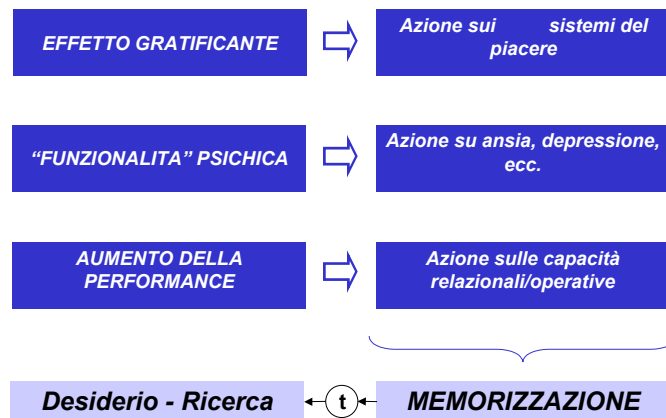 EFFETTO GRATIFICANTE
Azione sui sistemi del
piacere
“FUNZIONALITA” PSICHICA
Azione su ansia, depressione,
ecc.
AUMENTO DELLA
PERFORMANCE
Azione sulle capacità
relazionali/operative
Desiderio - Ricerca
t
MEMORIZZAZIONE